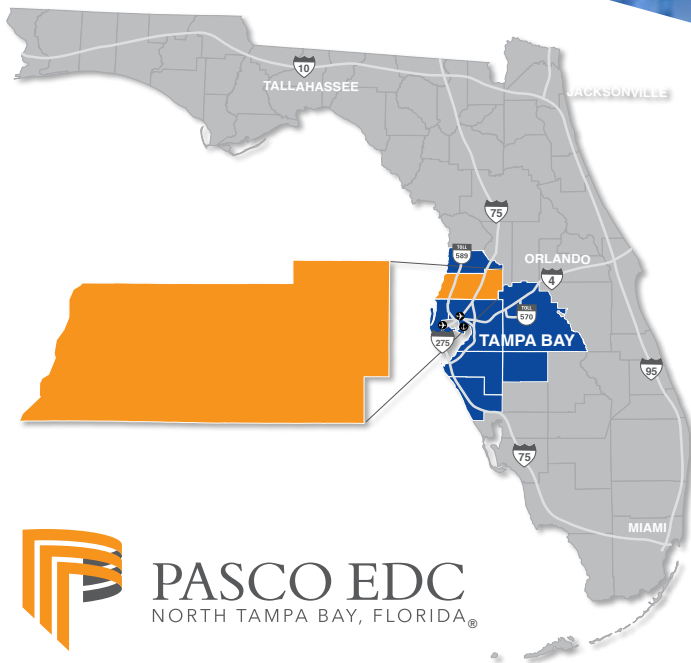 10
TALLAHASSEE
JACKSONVILLE
75
TOLL
589
ORLANDO
4
TOLL
570
275
TAMPA BAY
95
75
MIAMI
PASCO EDC
NORTH TAMPA BAY, FLORIDA®